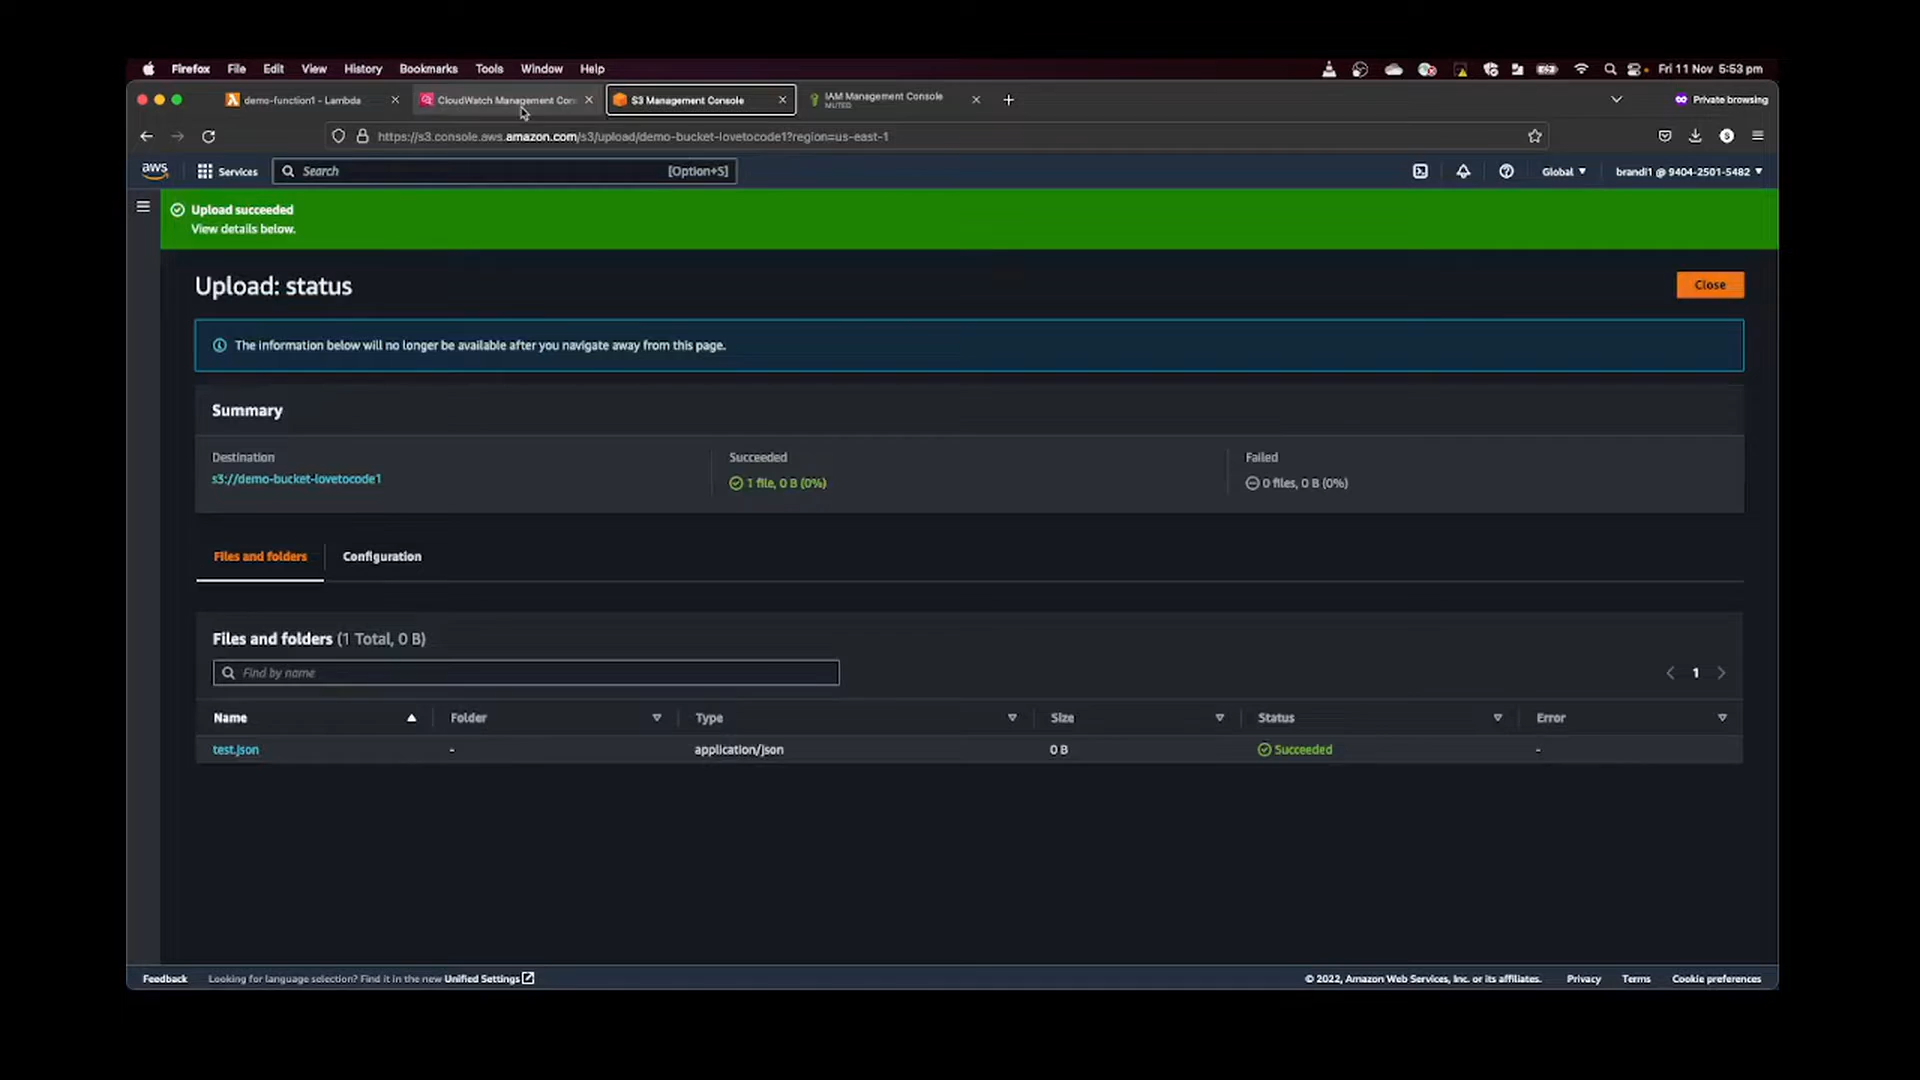 Firefox File Edit View History Bookmarks Tools Window Help Fri 11 Nov 5:53 pm
demo-function1 - Lambda CloudWatch Management Con S3 Management Console IAM Management Console Private browsing
MUTED
https://s3.console.aws.amazon.com/s3/upload/demo-bucket-lovetocode1?region=us-east-1
aws Services Search [Option+S] Global brandi1 @ 9404-2501-5482
Upload succeeded
View details below.
Upload: status Close
The information below will no longer be available after you navigate away from this page.
Summary
Destination Succeeded Failed
s3://demo-bucket-lovetocode1 1 file, 0 B (0%) 0 files, 0 B (0%)
Files and folders Configuration
Files and folders (1 Total, 0 B)
Find by name 1
Name Folder Type Size Status Error
test.json - application/json 0 B Succeeded -
Feedback Looking for language selection? Find it in the new Unified Settings © 2022, Amazon Web Services, Inc. or its affiliates. Privacy Terms Cookie preferences